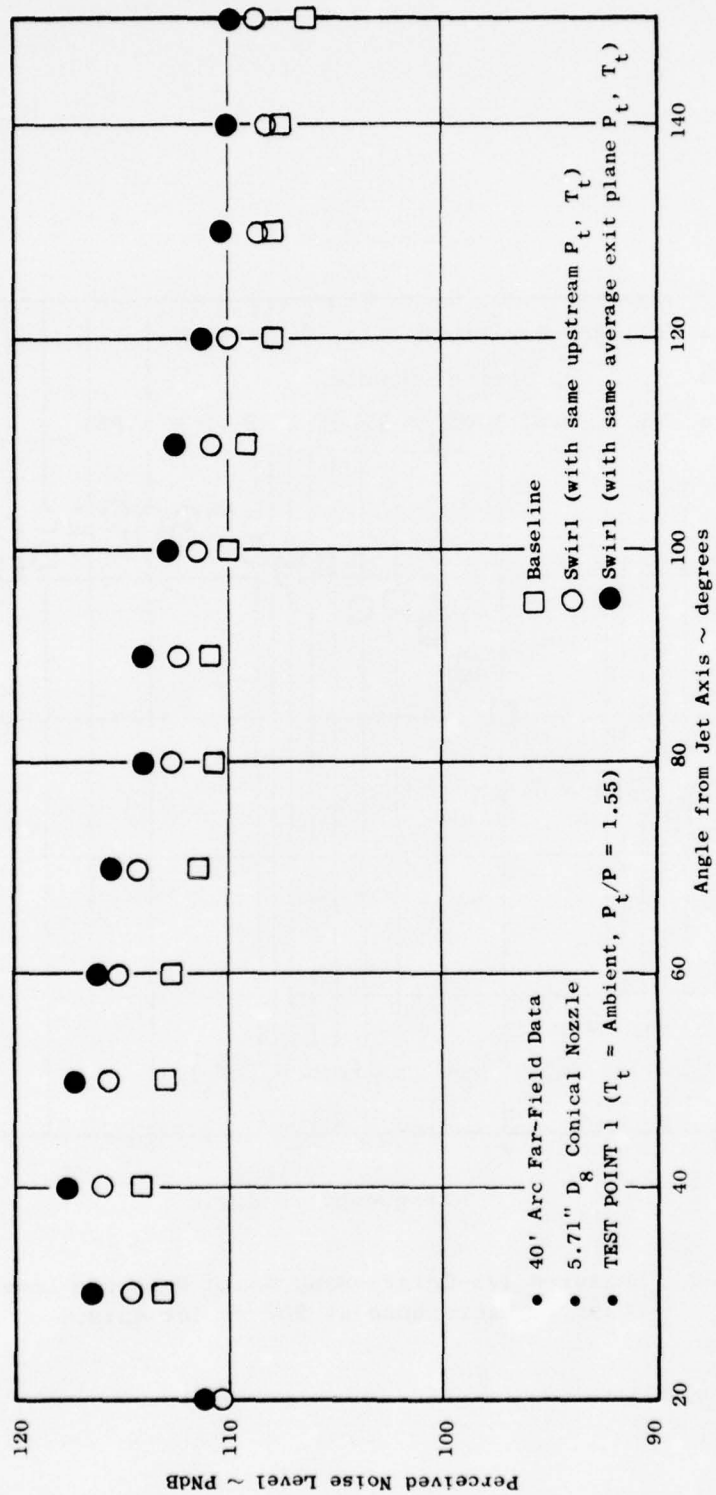 Perceived Noise Level ~ PNdB
120
110
100
90
20
40
60
80
100
120
140
Angle from Jet Axis ~ degrees
• 40' Arc Far-Field Data
• 5.71" D8 Conical Nozzle
• TEST POINT 1 (Tt = Ambient, Pt/P = 1.55)
Baseline
Swirl (with same upstream Pt, Tt)
Swirl (with same average exit plane Pt, Tt)